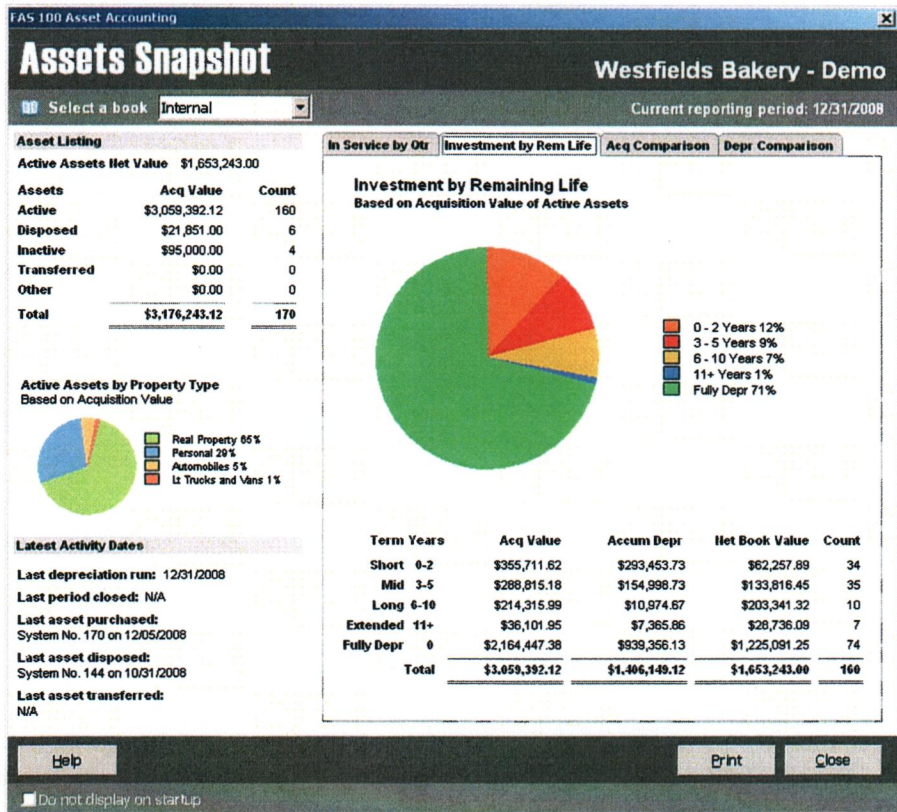 FAS 100 Asset Accounting
Assets Snapshot
Westfields Bakery - Demo
Select a book Internal
Current reporting period: 12/31/2008
Asset Listing
Active Assets Net Value $1,653,243.00
Assets Acq Value Count
Active $3,059,392.12 160
Disposed $21,851.00 6
Inactive $95,000.00 4
Transferred $0.00 0
Other $0.00 0
Total $3,176,243.12 170
Active Assets by Property Type
Based on Acquisition Value
Real Property 65%
Personal 29%
Automobiles 5%
Lt Trucks and Vans 1%
Latest Activity Dates
Last depreciation run: 12/31/2008
Last period closed: N/A
Last asset purchased:
System No. 170 on 12/05/2008
Last asset disposed:
System No. 144 on 10/31/2008
Last asset transferred:
N/A
In Service by Qtr Investment by Rem Life Acq Comparison Depr Comparison
Investment by Remaining Life
Based on Acquisition Value of Active Assets
0 - 2 Years 12%
3 - 5 Years 9%
6 - 10 Years 7%
11+ Years 1%
Fully Depr 71%
Term Years Acq Value Accum Depr Net Book Value Count
Short 0-2 $355,711.62 $293,453.73 $62,257.89 34
Mid 3-5 $288,815.18 $154,998.73 $133,816.45 35
Long 6-10 $214,315.99 $10,974.67 $203,341.32 10
Extended 11+ $36,101.95 $7,365.86 $28,736.09 7
Fully Depr 0 $2,164,447.38 $939,356.13 $1,225,091.25 74
Total $3,059,392.12 $1,406,149.12 $1,653,243.00 160
Help
Print
Close
Do not display on startup